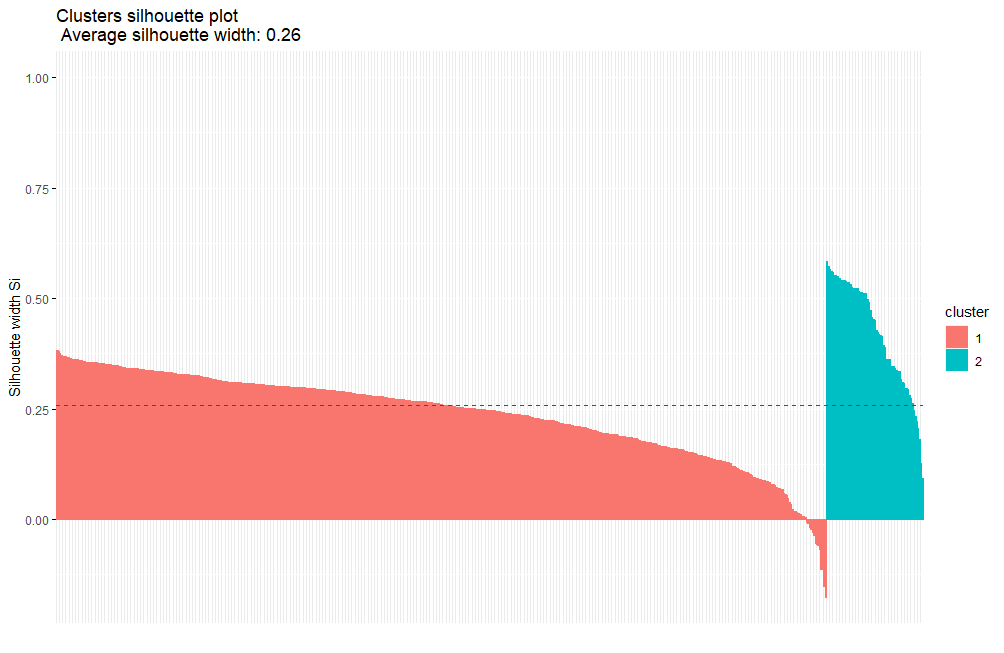 Clusters silhouette plot
Average silhouette width: 0.26
1.00
0.75
0.50
0.25
0.00
Silhouette width Si
cluster
1
2